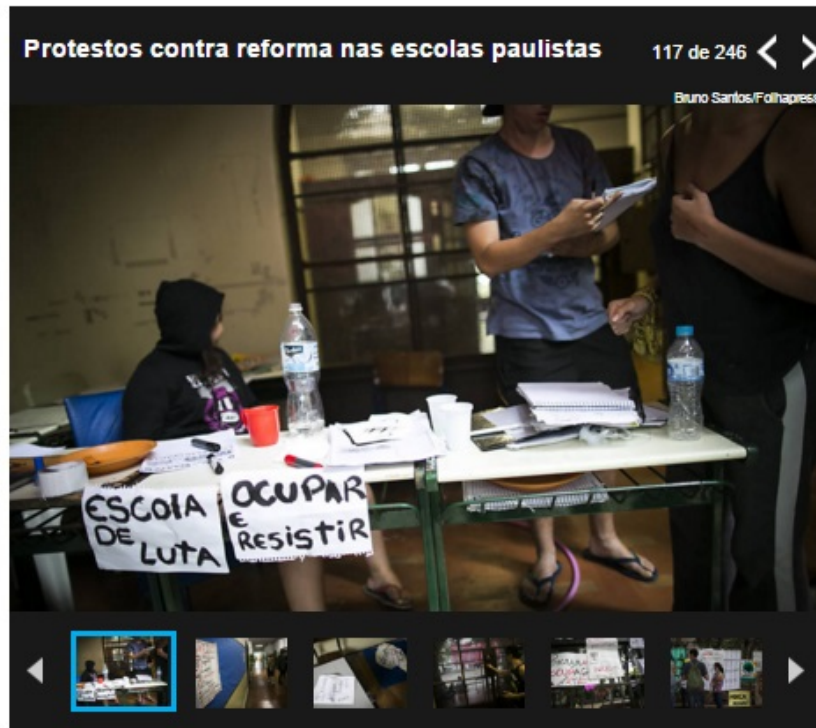 Protestos contra reforma nas escolas paulistas
117 de 246
Bruno Santos/Folhapress
ESCOLA
DE
LUTA
OCUPAR
E
RESISTIR